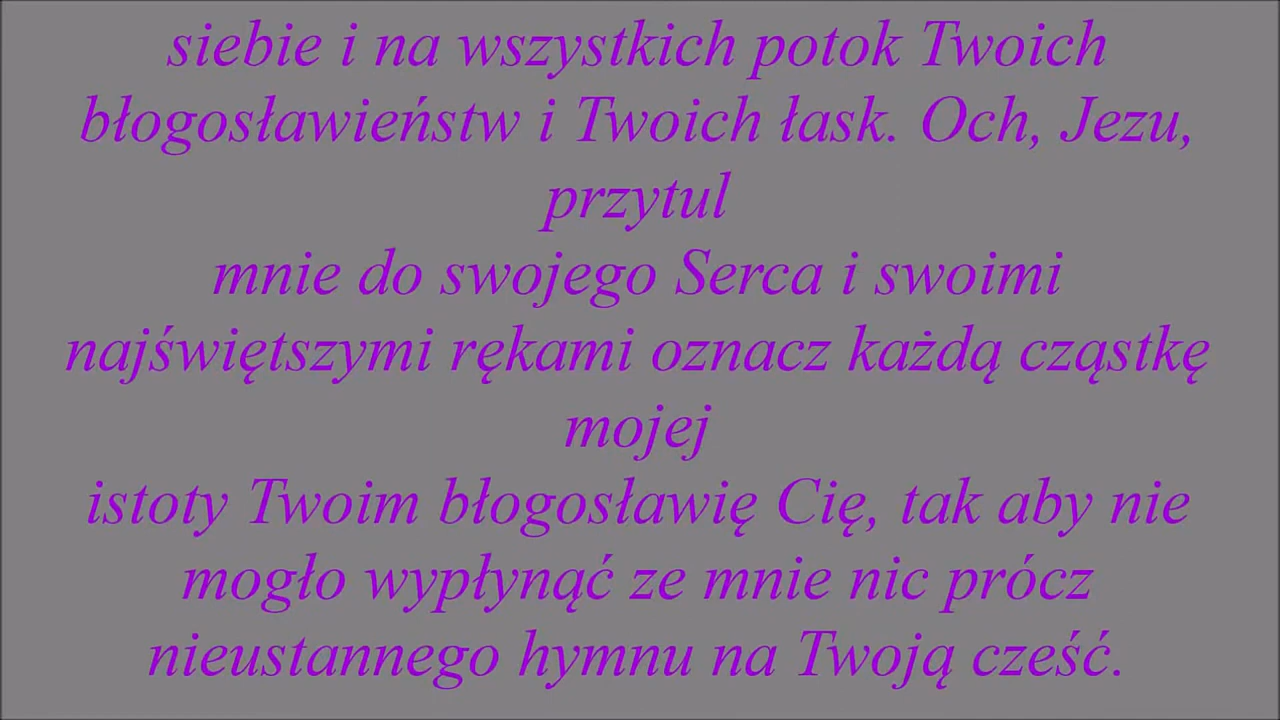 siebie i na wszystkich potok Twoich
błogosławieństw i Twoich łask. Och, Jezu,
przytul
mnie do swojego Serca i swoimi
najświętszymi rękami oznacz każdą cząstkę
mojej
istoty Twoim błogosławię Cię, tak aby nie
mogło wypłynąć ze mnie nic prócz
nieustannego hymnu na Twoją cześć.